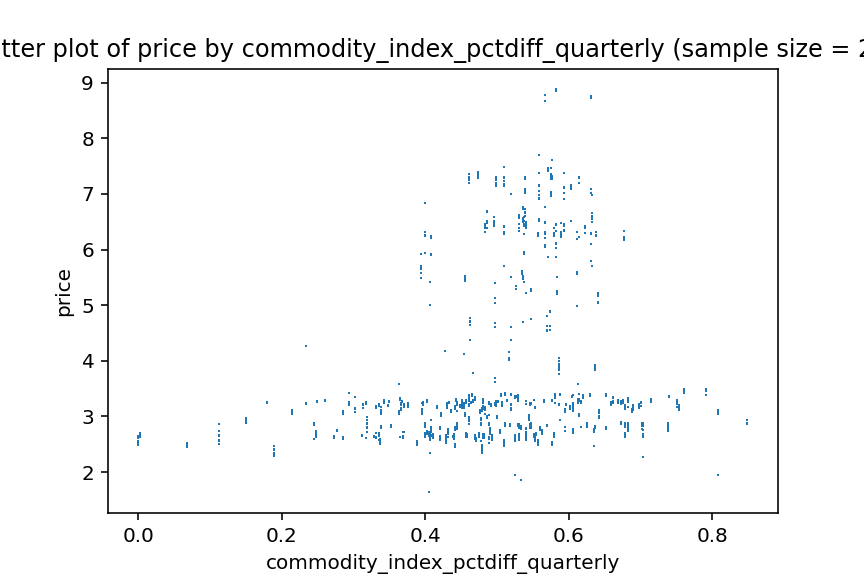 tter plot of price by commodity_index_pctdiff_quarterly (sample size = 2
9
8
7
6
5
4
3
2
price
0.0 0.2 0.4 0.6 0.8
commodity_index_pctdiff_quarterly